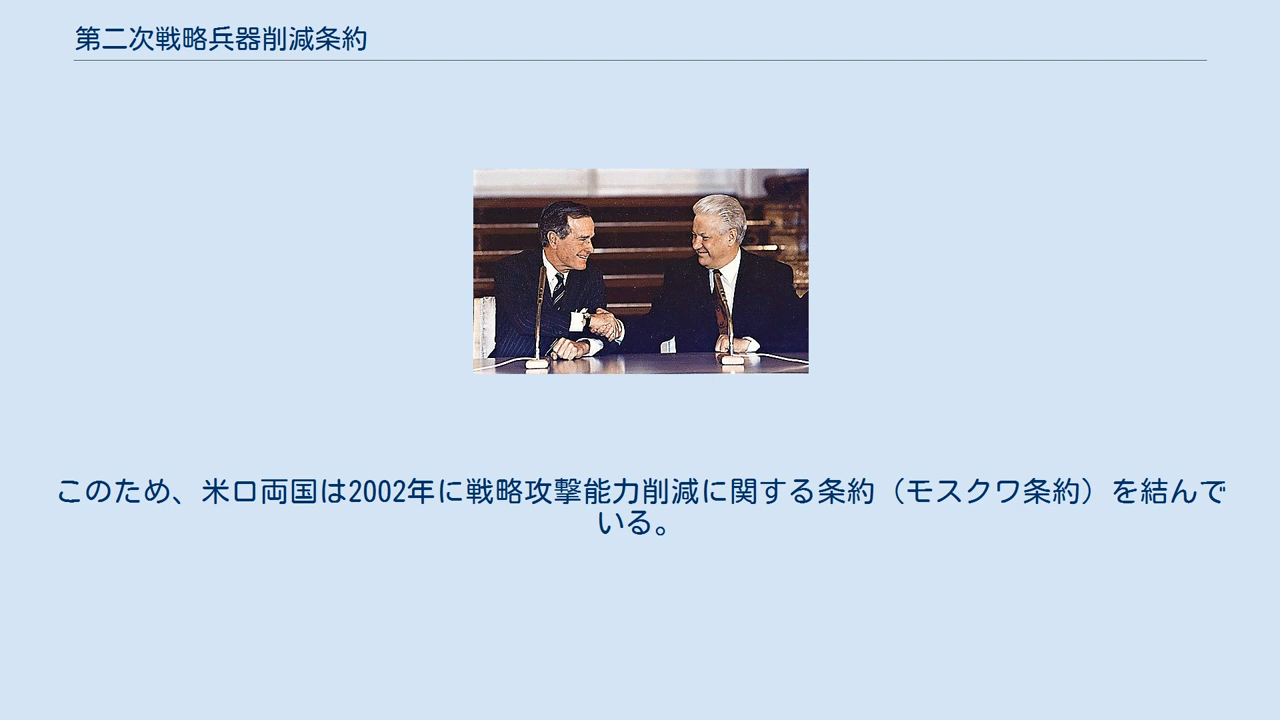 第二次戦略兵器削減条約
このため、米ロ両国は2002年に戦略攻撃能力削減に関する条約（モスクワ条約）を結んで
いる。